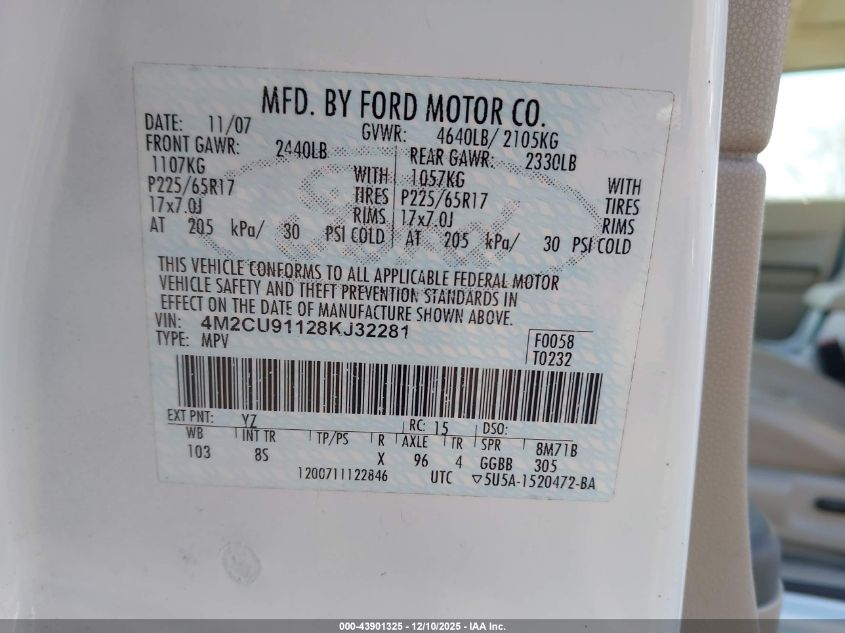 MFD. BY FORD MOTOR CO.
DATE: 11/07 GVWR: 4640LB/ 2105KG
FRONT GAWR: 2440LB REAR GAWR: 2330LB
1107KG WITH 1057KG WITH
P225/65R17 TIRES P225/65R17 TIRES
17x7.0J RIMS 17x7.0J RIMS
AT 205 kPa/ 30 PSI COLD AT 205 kPa/ 30 PSI COLD
THIS VEHICLE CONFORMS TO ALL APPLICABLE FEDERAL MOTOR
VEHICLE SAFETY AND THEFT PREVENTION STANDARDS IN
EFFECT ON THE DATE OF MANUFACTURE SHOWN ABOVE.
VIN: 4M2CU91128KJ32281 F0058
TYPE: MPV T0232
EXT PNT: YZ RC: 15 DSO:
WB INT TR TP/PS R AXLE TR SPR 8M71B
103 8S X 96 4 GGBB 305
1200711122846 UTC ▽5U5A-1520472-BA
000-43901325 - 12/10/2025 - IAA Inc.